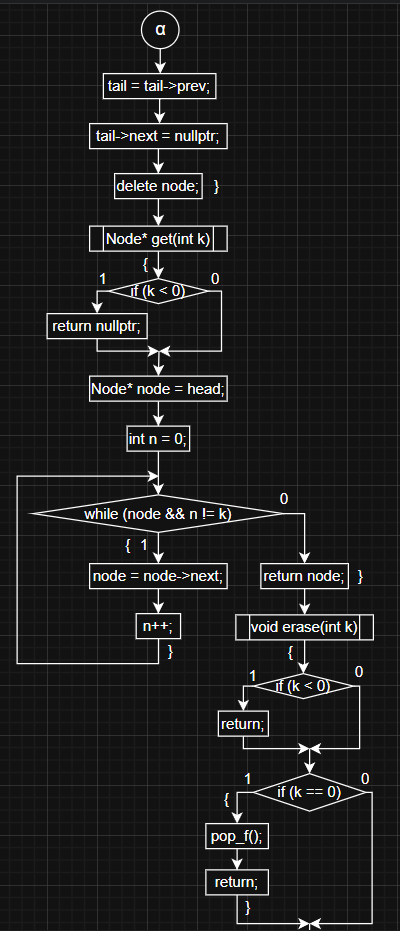 α
tail = tail->prev;
tail->next = nullptr;
delete node; }
Node* get(int k)
{
1 if (k < 0) 0
return nullptr;
Node* node = head;
int n = 0;
while (node && n != k) 0
{ 1
node = node->next;
n++;
}
return node; }
void erase(int k)
{
1 if (k < 0) 0
return;
1 if (k == 0) 0
{
pop_f();
return;
}